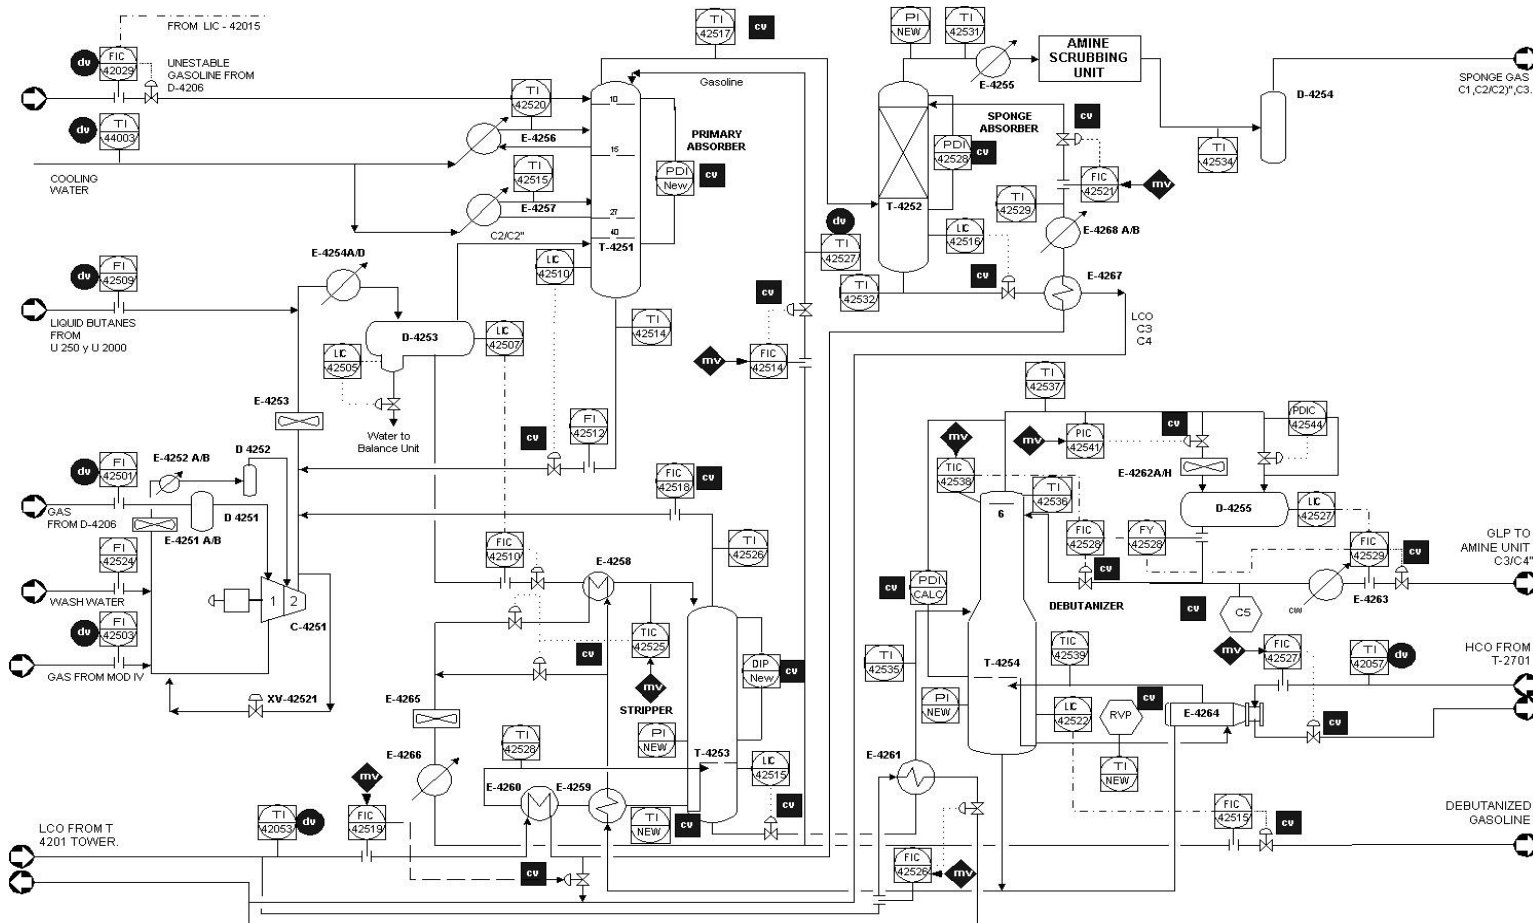 FROM LIC - 42015
FIC
42029
dv
UNESTABLE
GASOLINE FROM
D-4206
TI
44003
dv
COOLING
WATER
TI
42520
E-4256
TI
42515
E-4257
TI
42517
cv
Gasoline
10
15
27
40
T-4251
PRIMARY
ABSORBER
PDI
New
cv
C2/C2"
LIC
42510
TI
42514
PI
NEW
TI
42531
E-4255
AMINE
SCRUBBING
UNIT
D-4254
SPONGE GAS
C1,C2/C2)",C3.
TI
42534
SPONGE
ABSORBER
PDI
42528
cv
T-4252
cv
FIC
42521
mv
TI
42529
E-4268 A/B
LIC
42516
cv
E-4267
dv
TI
42527
TI
42532
LCO
C3
C4
cv
FIC
42514
mv
dv
FI
42509
LIQUID BUTANES
FROM
U 250 y U 2000
E-4254A/D
D-4253
LIC
42507
LIC
42505
Water to
Balance Unit
E-4253
FI
42512
cv
FIC
42518
cv
dv
FI
42501
GAS
FROM D-4206
E-4252 A/B
D 4252
D 4251
E-4251 A/B
FI
42524
WASH WATER
dv
FI
42503
GAS FROM MOD IV
1
2
C-4251
XV-42521
FIC
42510
E-4258
TI
42526
TIC
42525
cv
mv
STRIPPER
DIP
New
cv
PI
NEW
T-4253
LIC
42515
cv
E-4265
E-4266
TI
42528
E-4260
E-4259
TI
NEW
cv
mv
FIC
42519
TI
42053
dv
LCO FROM T
4201 TOWER.
cv
TI
42537
mv
PIC
42541
cv
PDIC
42544
E-4262A/H
mv
TIC
42538
TI
42536
6
D-4255
LIC
42527
FIC
42528
FY
42528
FIC
42529
cv
GLP TO
AMINE UNIT
C3/C4"
cv
PDI
CALC
cv
DEBUTANIZER
cv
C5
cw
E-4263
TI
42535
T-4254
TIC
42539
PI
NEW
LIC
42522
RVP
cv
TI
NEW
E-4264
mv
FIC
42527
TI
42057
dv
HCO FROM
T-2701
cv
E-4261
FIC
42526
mv
FIC
42515
cv
DEBUTANIZED
GASOLINE